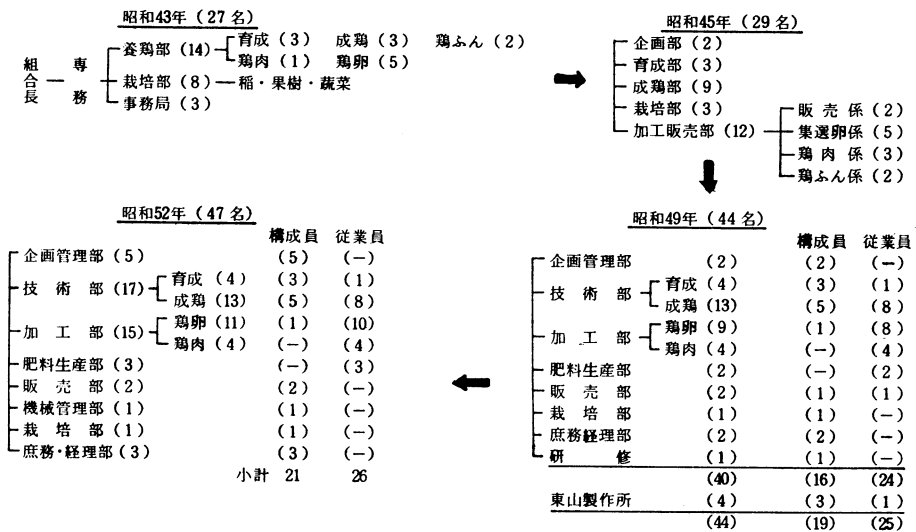 昭和43年（27名）
組合長 専務
養鶏部（14） 育成（3） 成鶏（3） 鶏ふん（2）
鶏肉（1） 鶏卵（5）
栽培部（8） 稲・果樹・蔬菜
事務局（3）
昭和45年（29名）
企画部（2）
育成部（3）
成鶏部（9）
栽培部（3）
加工販売部（12）
販売係（2）
集選卵係（5）
鶏肉係（3）
鶏ふん係（2）
昭和49年（44名）
構成員 従業員
企画管理部 （2） （2） （−）
技術部 育成（4） （3） （1）
成鶏（13） （5） （8）
加工部 鶏卵（9） （1） （8）
鶏肉（4） （−） （4）
肥料生産部 （2） （−） （2）
販売部 （2） （1） （1）
栽培部 （1） （1） （−）
庶務経理部 （2） （2） （−）
研修 （1） （1） （−）
（40） （16） （24）
東山製作所 （4） （3） （1）
（44） （19） （25）
昭和52年（47名）
構成員 従業員
企画管理部（5） （5） （−）
技術部（17） 育成（4） （3） （1）
成鶏（13） （5） （8）
加工部（15） 鶏卵（11） （1） （10）
鶏肉（4） （−） （4）
肥料生産部（3） （−） （3）
販売部（2） （2） （−）
機械管理部（1） （1） （−）
栽培部（1） （1） （−）
庶務・経理部（3） （3） （−）
小計 21 26